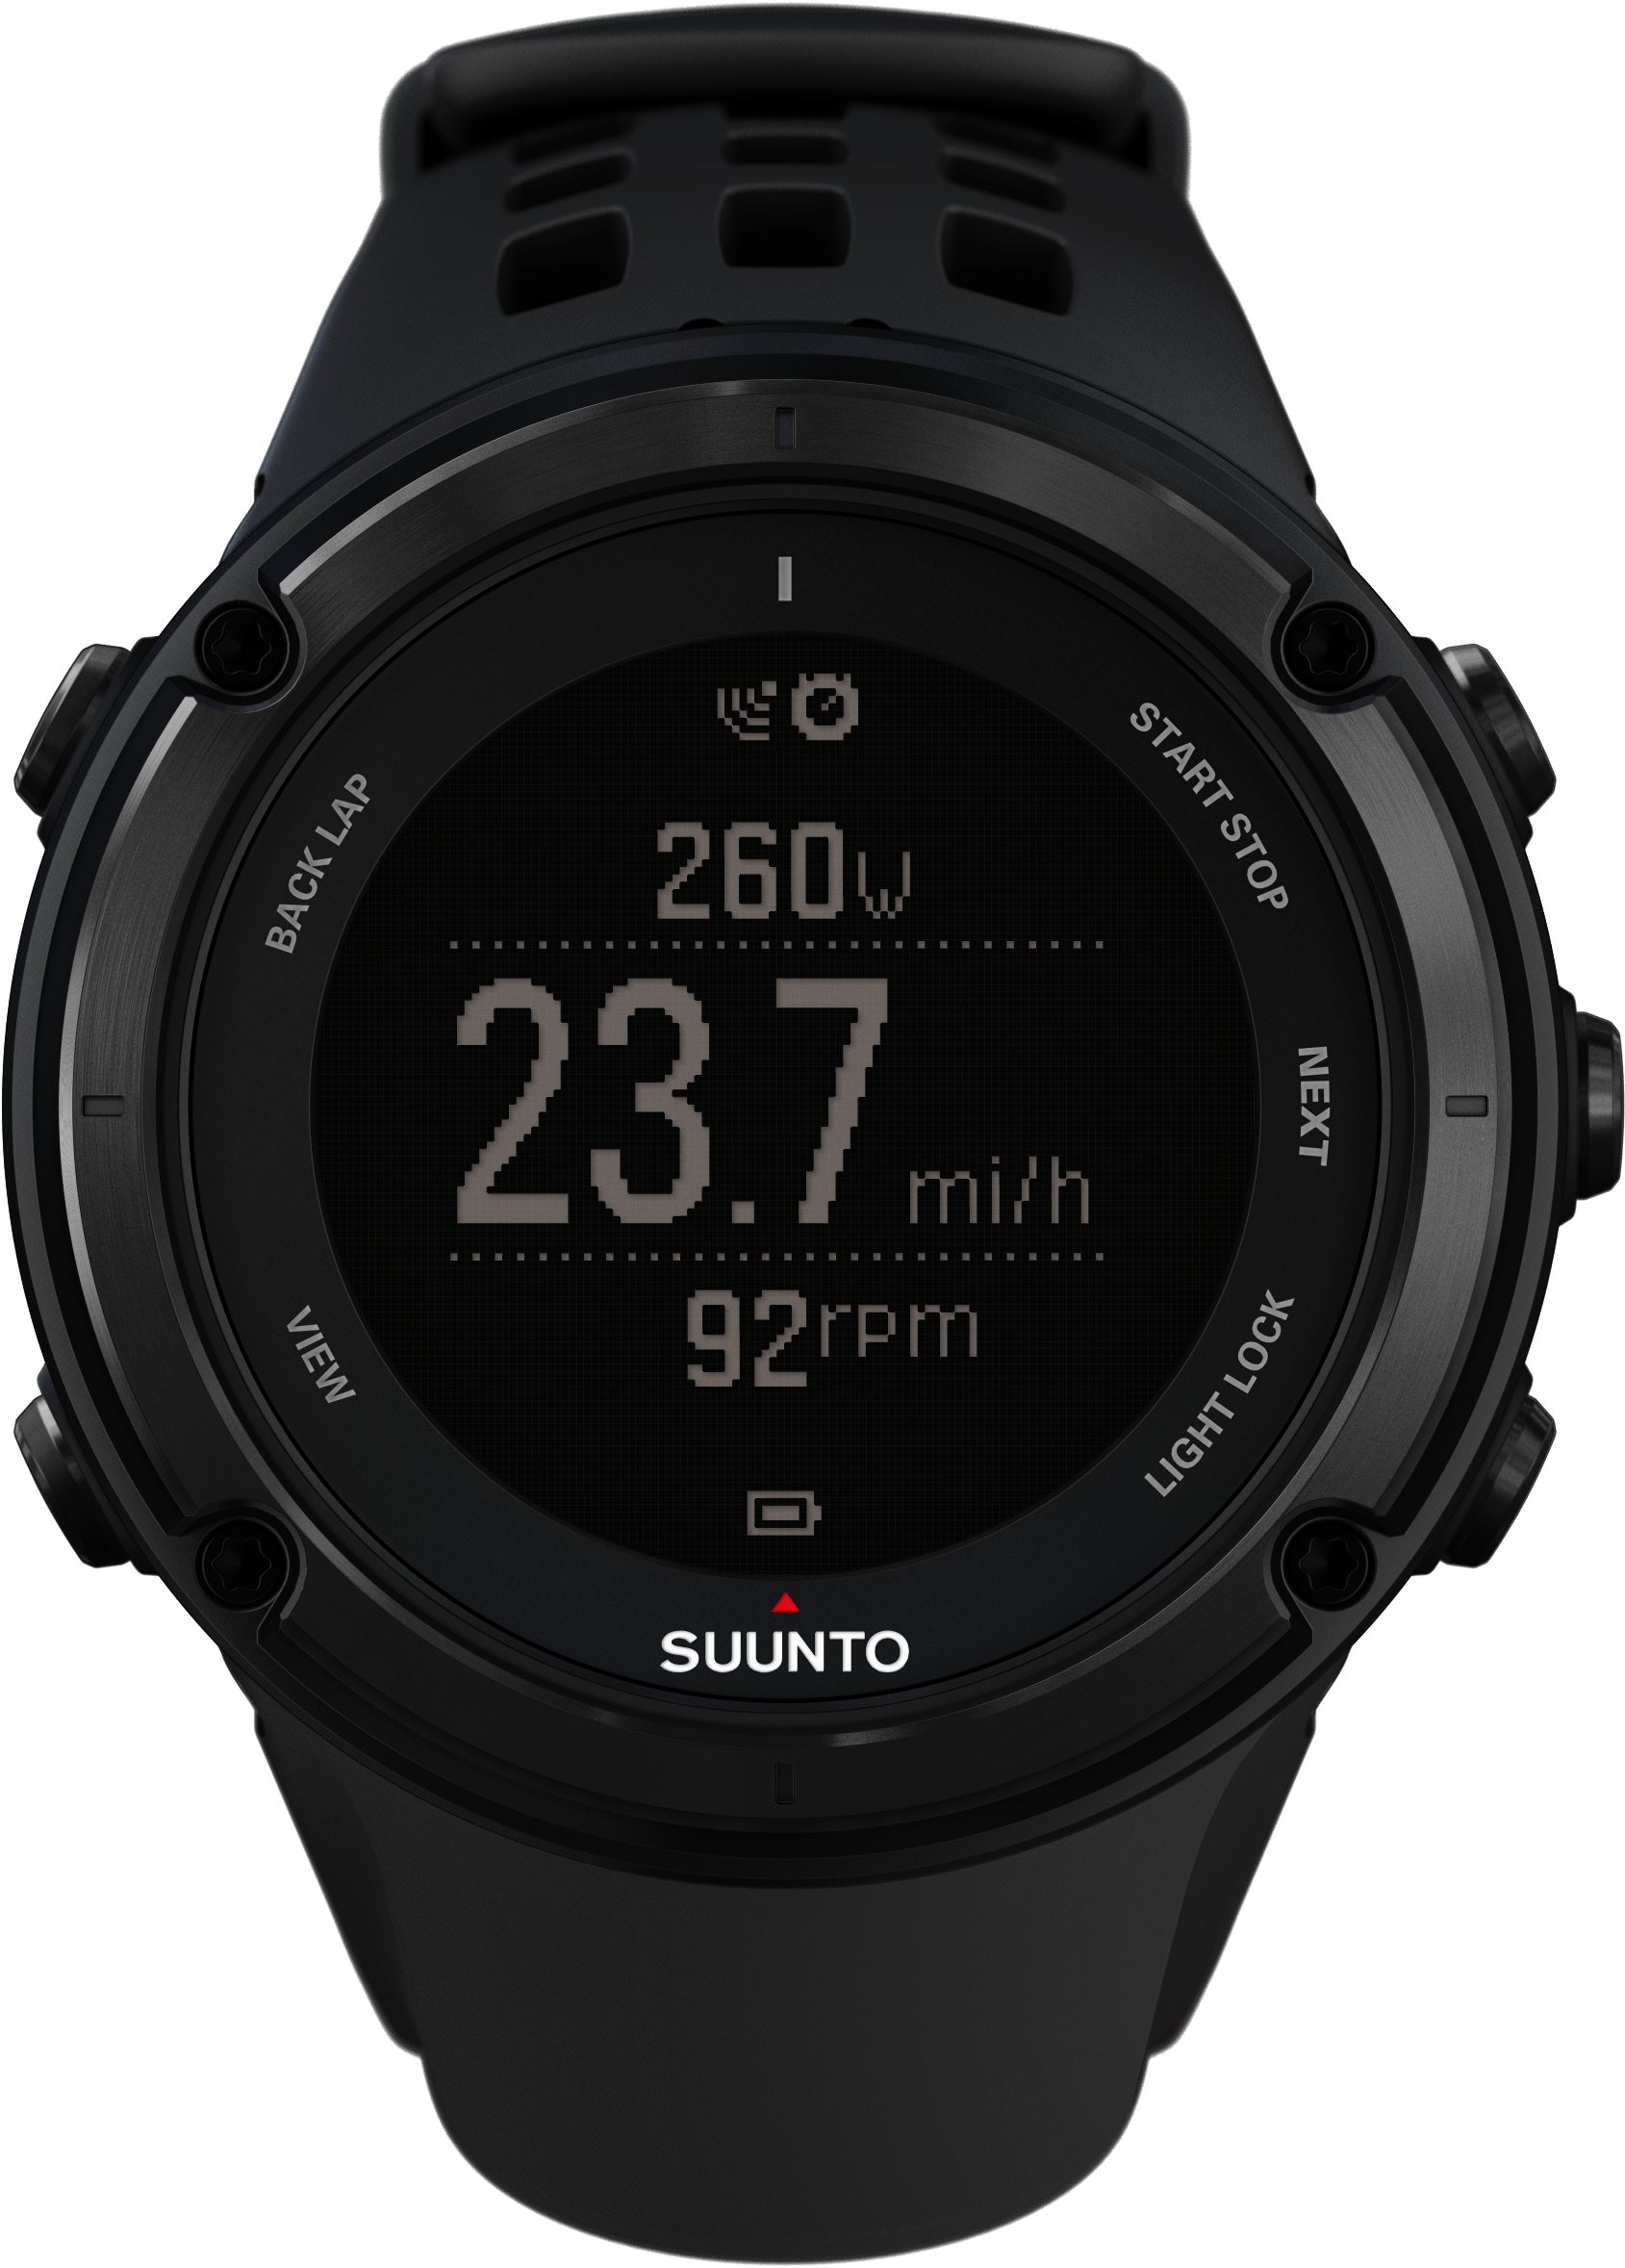 START STOP
BACK LAP
260W
23.7 mi/h
NEXT
92rpm
VIEW
LIGHT LOCK
SUUNTO